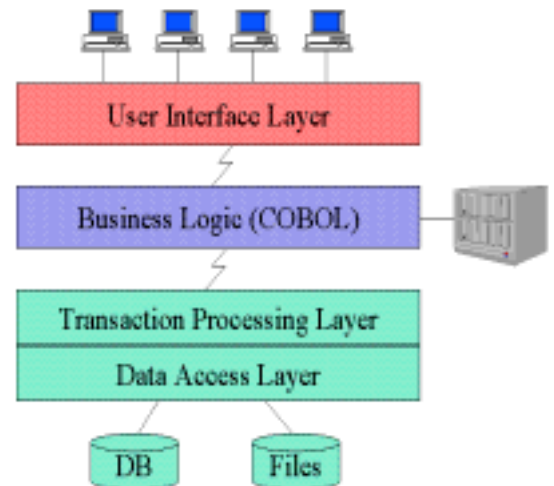 User Interface Layer
Business Logic (COBOL)
Transaction Processing Layer
Data Access Layer
DB
Files